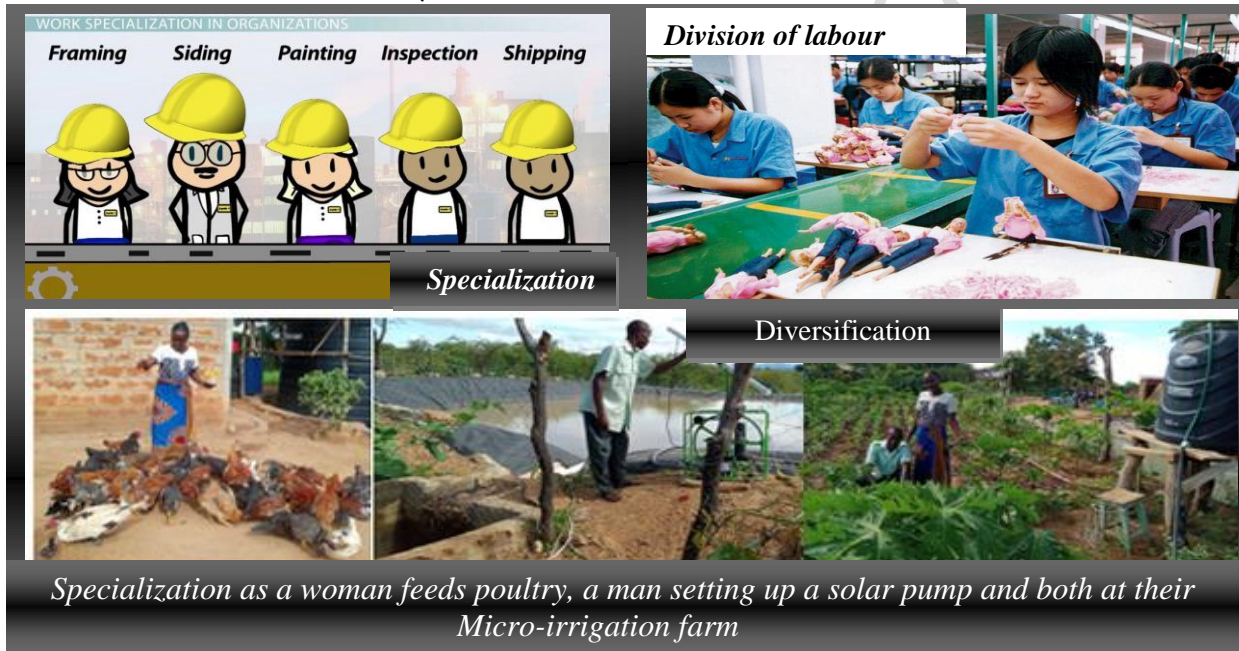 WORK SPECIALIZATION IN ORGANIZATIONS
Framing Siding Painting Inspection Shipping
Division of labour
Specialization
Diversification
Specialization as a woman feeds poultry, a man setting up a solar pump and both at their
Micro-irrigation farm